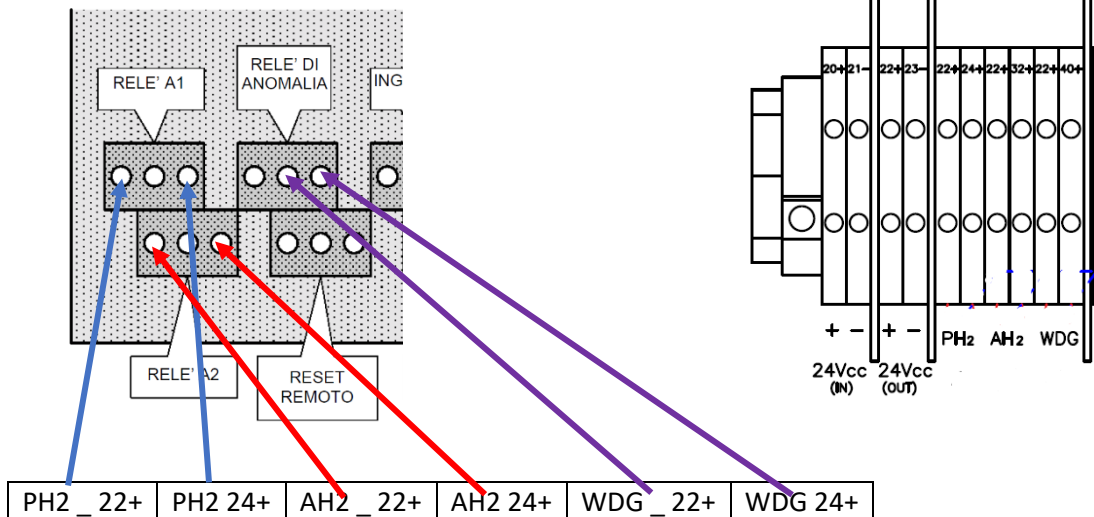 RELE' A1
RELE' DI
ANOMALIA
ING
RELE' A2
RESET
REMOTO
20+ 21- 22+ 23- 22+ 24+ 22+ 32+ 22+ 40+
+ - + - PH2 AH2 WDG
24Vcc 24Vcc
(IN) (OUT)
PH2 _ 22+ PH2 24+ AH2 _ 22+ AH2 24+ WDG _ 22+ WDG 24+